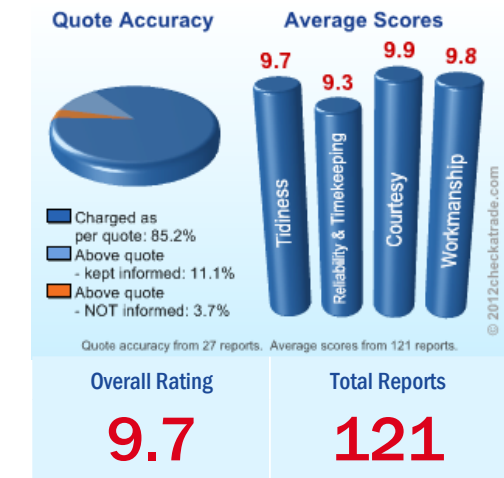 Quote Accuracy
Average Scores
9.7
9.3
9.9
9.8
Tidiness
Reliability & Timekeeping
Courtesy
Workmanship
Charged as
per quote: 85.2%
Above quote
- kept informed: 11.1%
Above quote
- NOT informed: 3.7%
© 2012checkatrade.com
Quote accuracy from 27 reports. Average scores from 121 reports.
Overall Rating
9.7
Total Reports
121